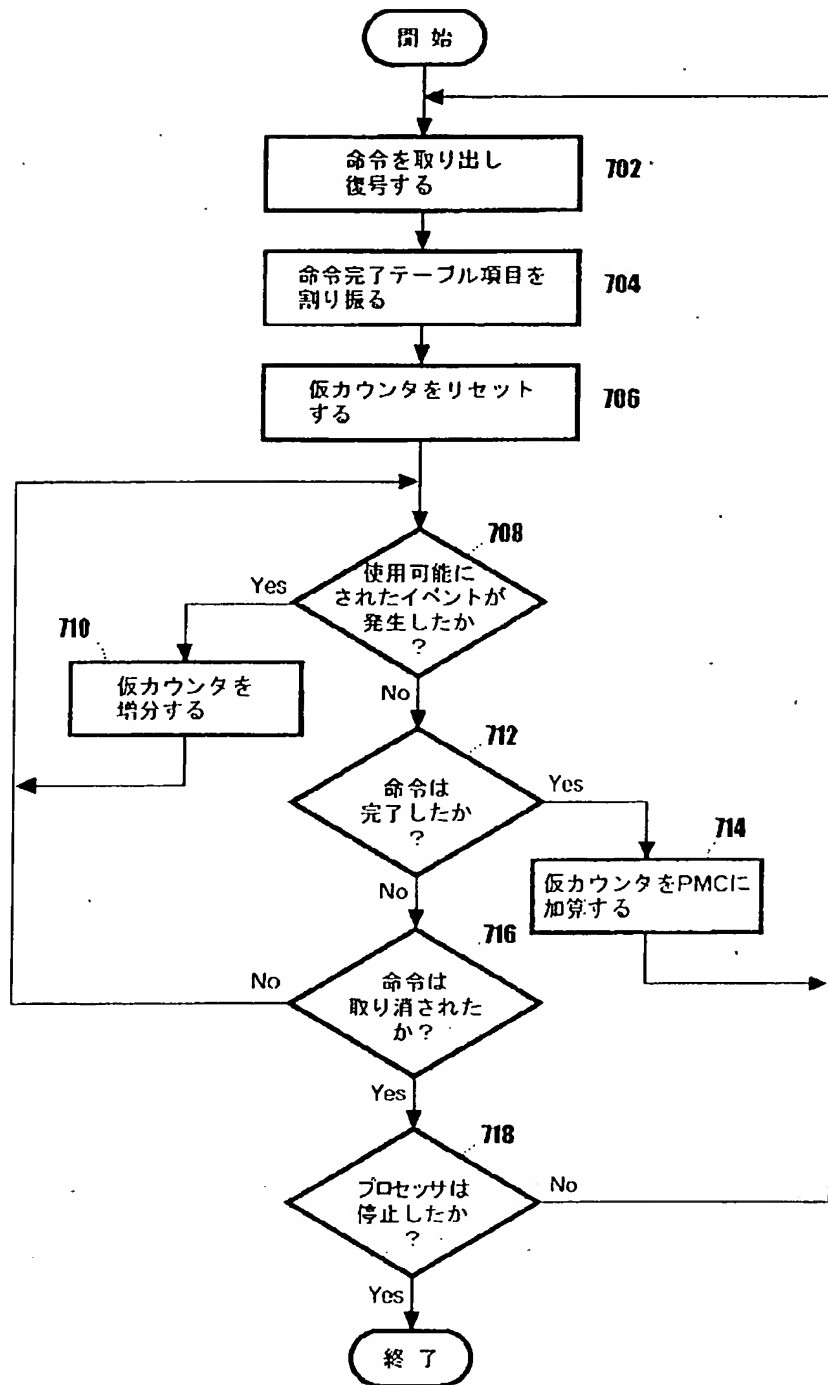 開始
命令を取り出し
復号する
702
命令完了テーブル項目を
割り振る
704
仮カウンタをリセット
する
706
708
使用可能に
されたイベントが
発生したか
?
Yes
No
710
仮カウンタを
増分する
712
命令は
完了したか
?
Yes
No
714
仮カウンタをPMCに
加算する
716
命令は
取り消された
か?
No
Yes
718
プロセッサは
停止したか
?
No
Yes
終了